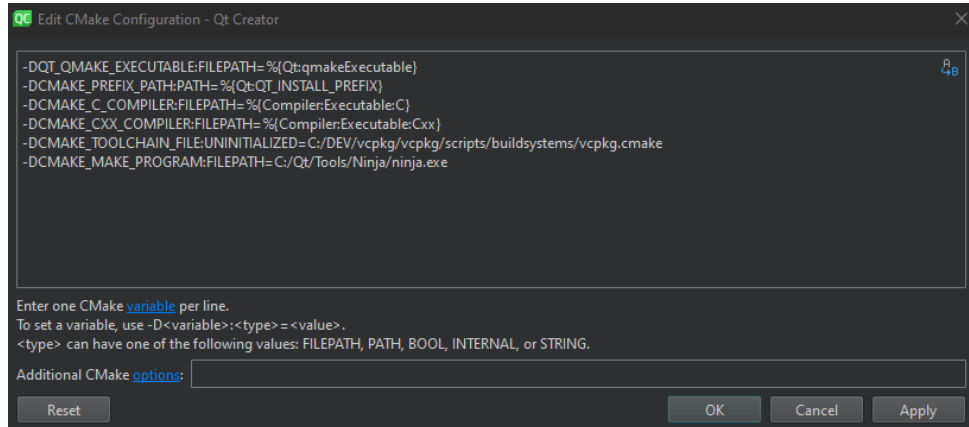 QC Edit CMake Configuration - Qt Creator
-DQT_QMAKE_EXECUTABLE:FILEPATH=%{Qt:qmakeExecutable}
-DCMAKE_PREFIX_PATH:PATH=%{Qt:QT_INSTALL_PREFIX}
-DCMAKE_C_COMPILER:FILEPATH=%{Compiler:Executable:C}
-DCMAKE_CXX_COMPILER:FILEPATH=%{Compiler:Executable:Cxx}
-DCMAKE_TOOLCHAIN_FILE:UNINITIALIZED=C:/DEV/vcpkg/vcpkg/scripts/buildsystems/vcpkg.cmake
-DCMAKE_MAKE_PROGRAM:FILEPATH=C:/Qt/Tools/Ninja/ninja.exe
Enter one CMake variable per line.
To set a variable, use -D<variable>:<type>=<value>.
<type> can have one of the following values: FILEPATH, PATH, BOOL, INTERNAL, or STRING.
Additional CMake options:
Reset OK Cancel Apply